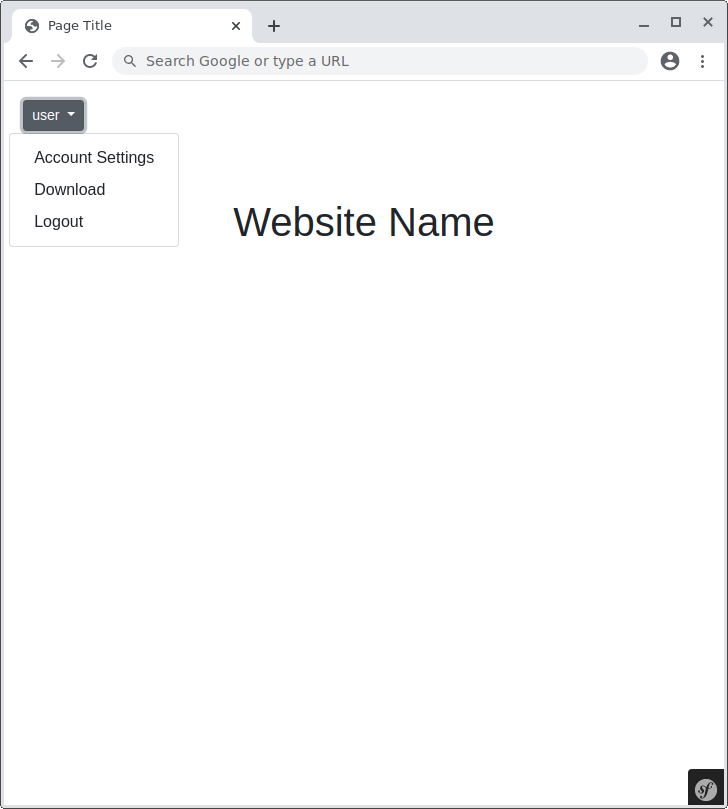 Page Title
Search Google or type a URL
user
Account Settings
Download
Logout
Website Name
sf